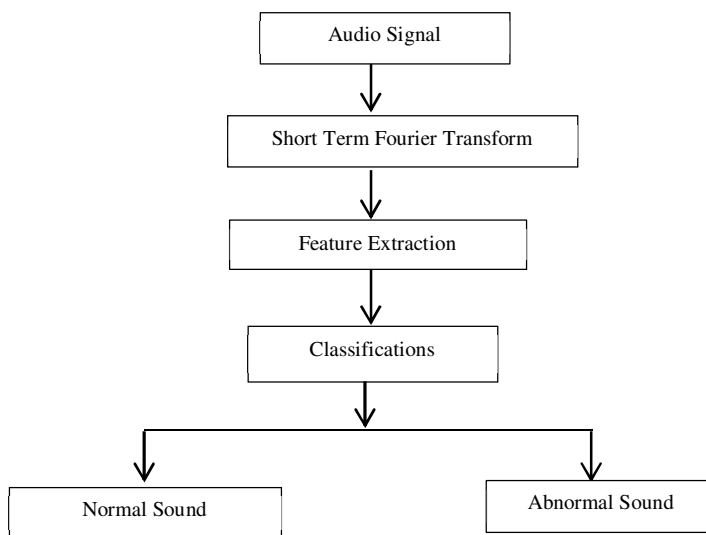 Audio Signal
Short Term Fourier Transform
Feature Extraction
Classifications
Normal Sound
Abnormal Sound